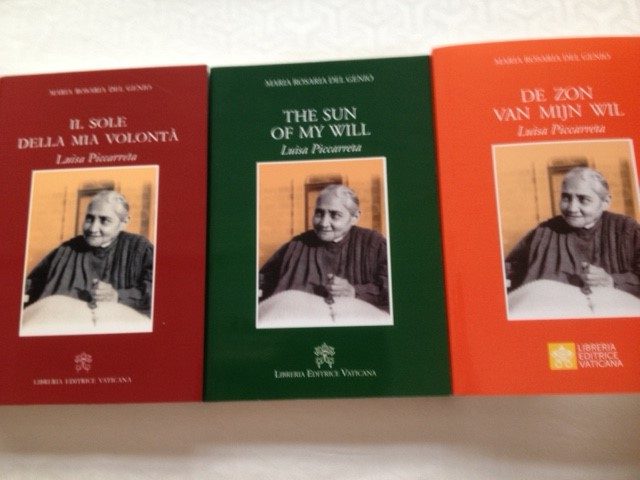 MARIA ROSARIA DEL GENIO
IL SOLE
DELLA MIA VOLONTÀ
Luisa Piccarreta
LIBRERIA EDITRICE VATICANA
MARIA ROSARIA DEL GENIO
THE SUN
OF MY WILL
Luisa Piccarreta
LIBRERIA EDITRICE VATICANA
MARIA ROSARIA DEL GENIO
DE ZON
VAN MIJN WIL
Luisa Piccarreta
LIBRERIA
EDITRICE
VATICANA